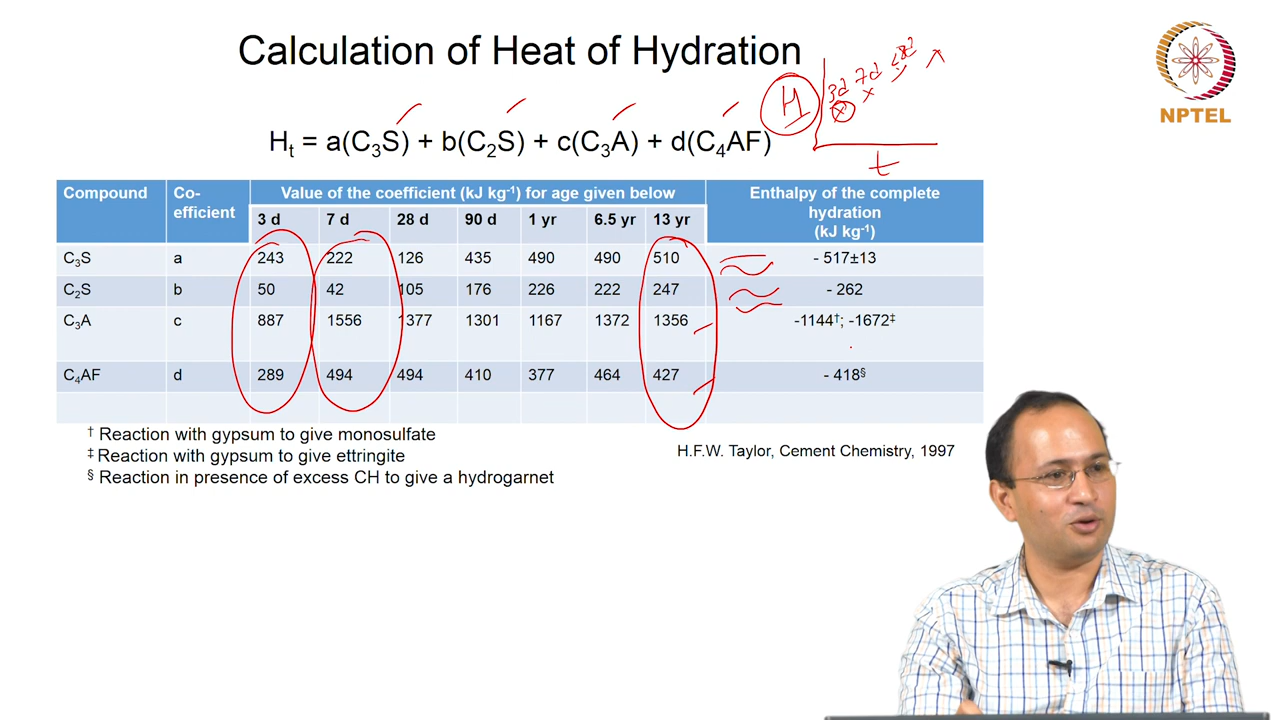 Calculation of Heat of Hydration
NPTEL
H 3d 7d
t
Hₜ = a(C₃S) + b(C₂S) + c(C₃A) + d(C₄AF)
Compound Co-efficient Value of the coefficient (kJ kg⁻¹) for age given below Enthalpy of the complete hydration (kJ kg⁻¹)
3 d 7 d 28 d 90 d 1 yr 6.5 yr 13 yr
C₃S a 243 222 126 435 490 490 510 - 517±13
C₂S b 50 42 105 176 226 222 247 - 262
C₃A c 887 1556 1377 1301 1167 1372 1356 -1144†; -1672‡
C₄AF d 289 494 494 410 377 464 427 - 418§
† Reaction with gypsum to give monosulfate
‡ Reaction with gypsum to give ettringite
§ Reaction in presence of excess CH to give a hydrogarnet
H.F.W. Taylor, Cement Chemistry, 1997